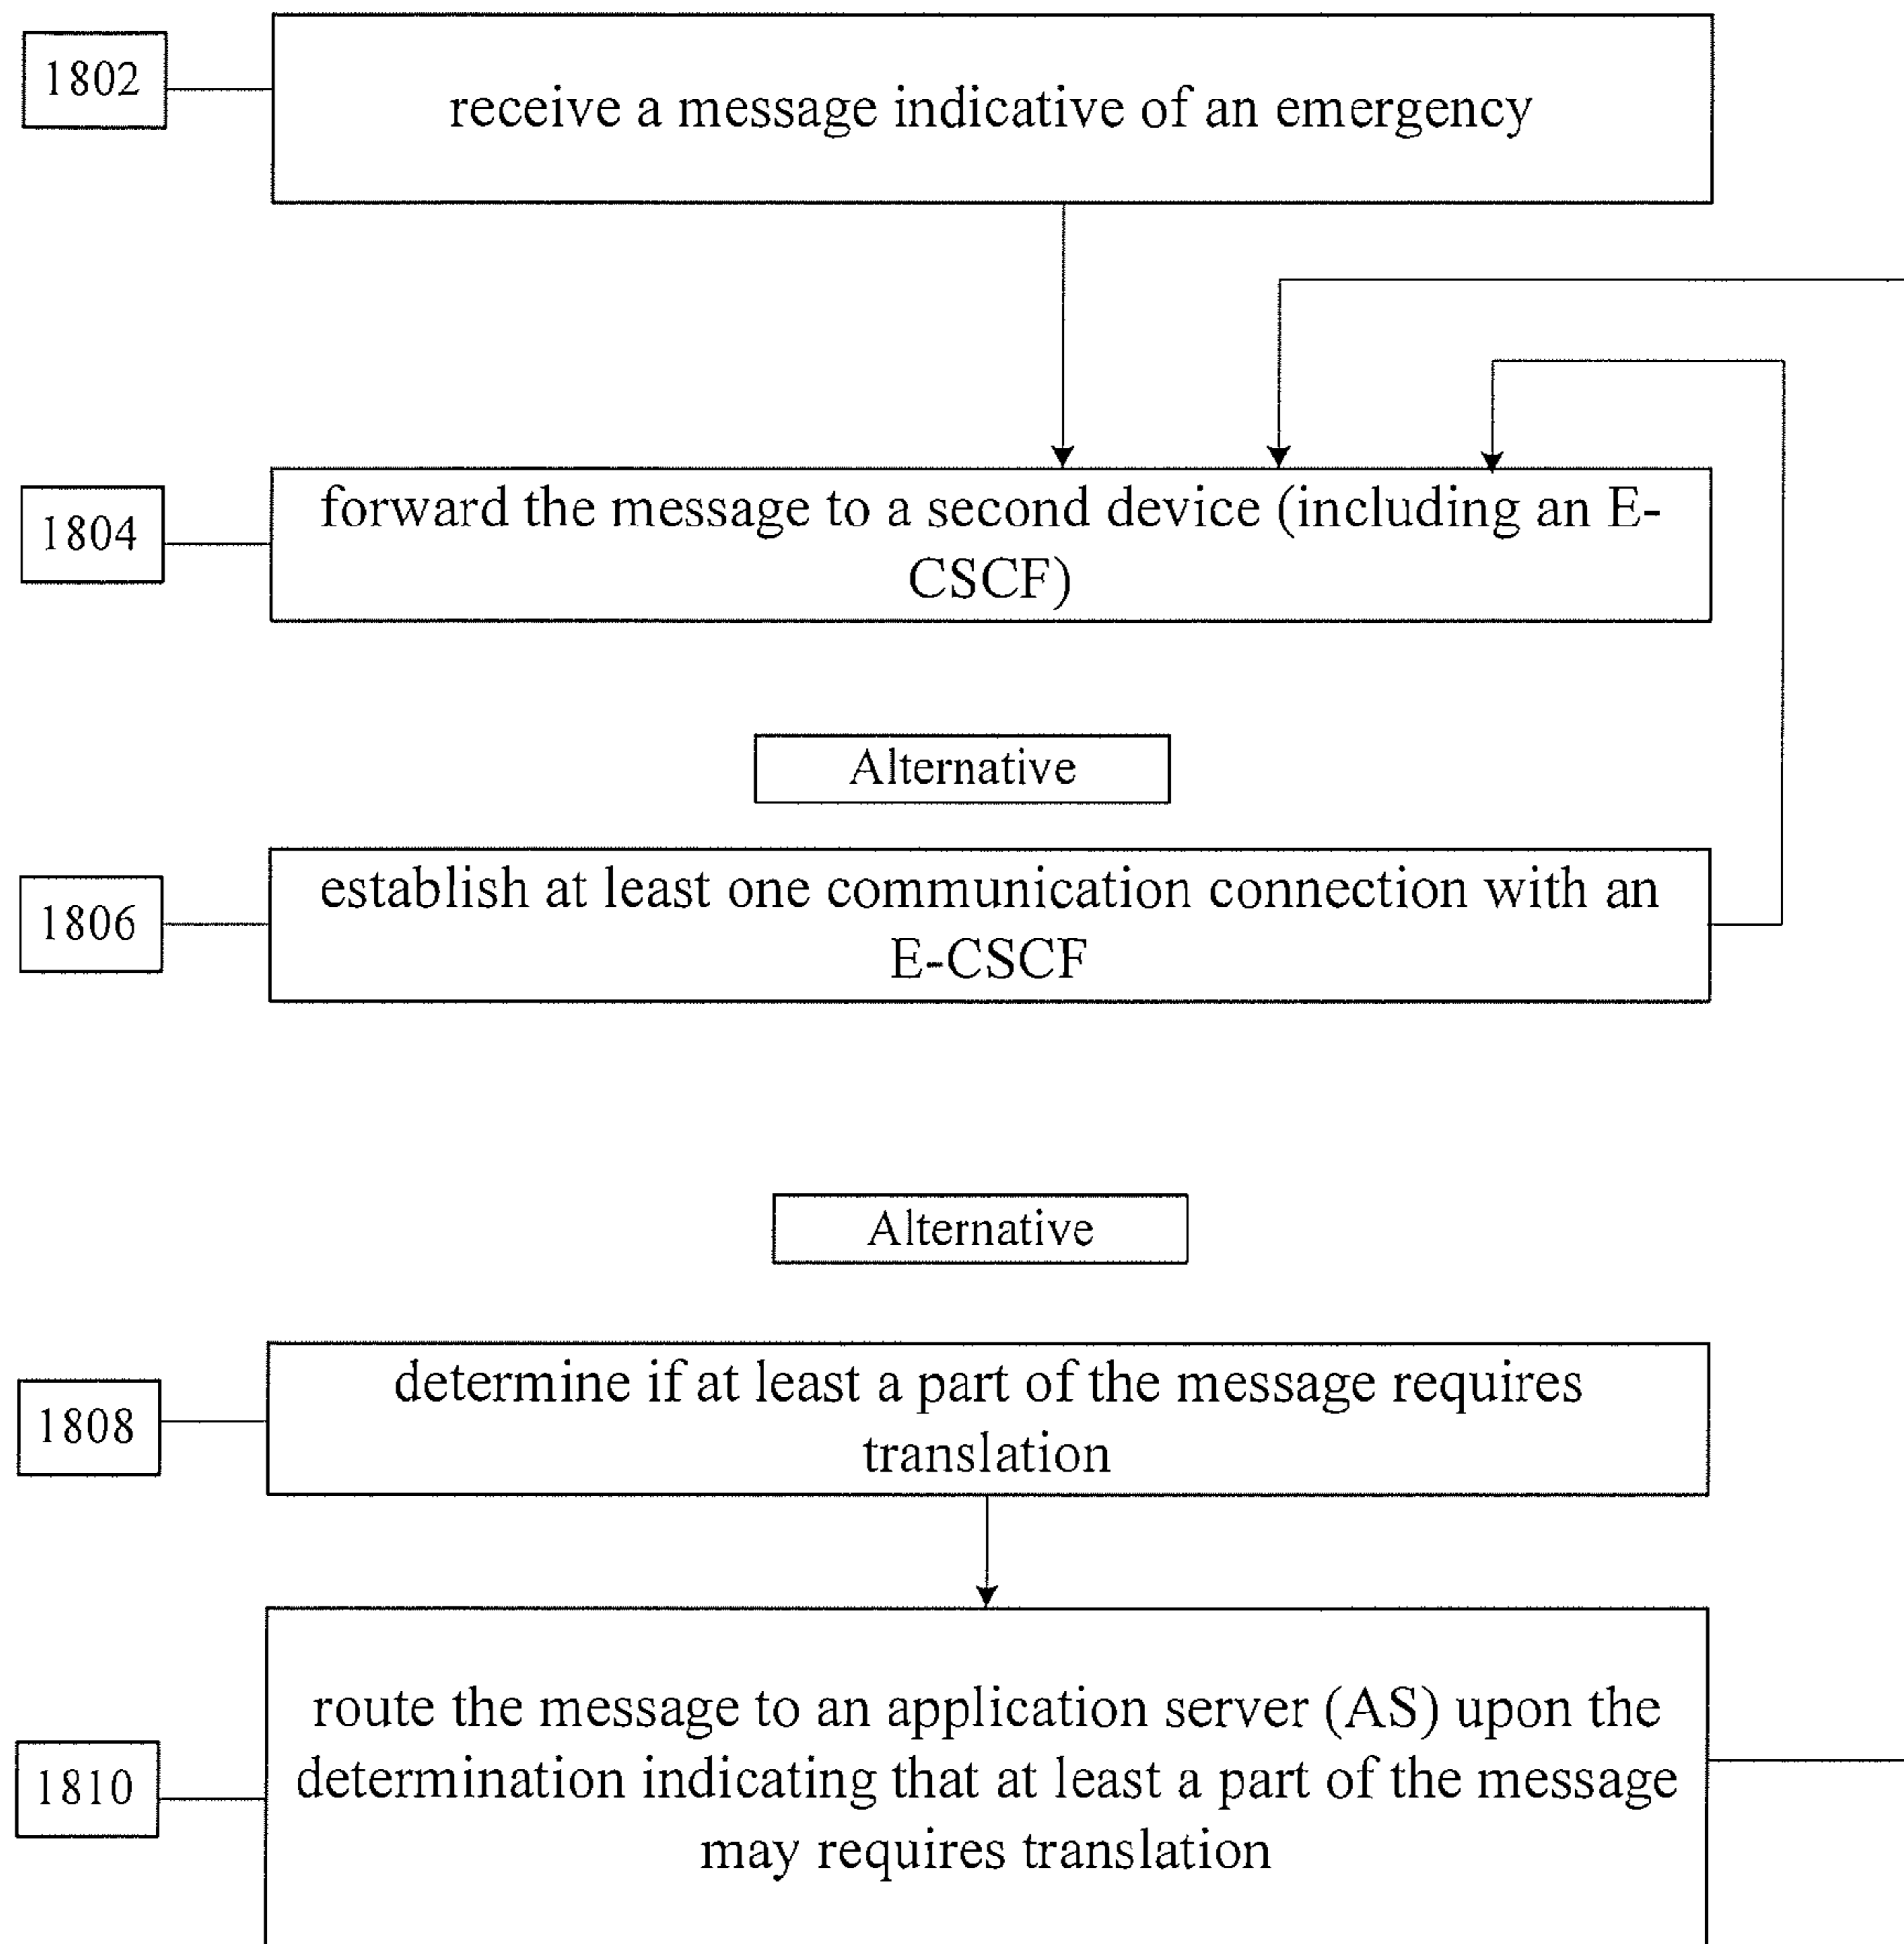 1802
receive a message indicative of an emergency
1804
forward the message to a second device (including an E-
CSCF)
Alternative
1806
establish at least one communication connection with an
E-CSCF
Alternative
1808
determine if at least a part of the message requires
translation
1810
route the message to an application server (AS) upon the
determination indicating that at least a part of the message
may requires translation